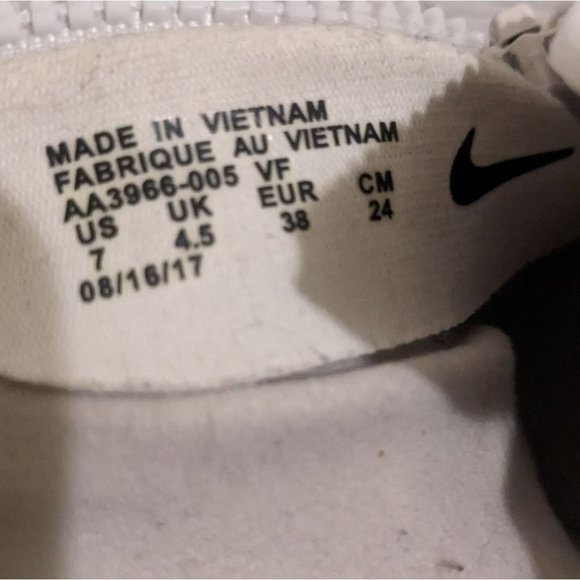 MADE IN VIETNAM
FABRIQUE AU VIETNAM
AA3966-005 VF
US UK EUR CM
7 4.5 38 24
08/16/17